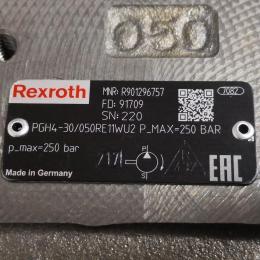 050
Rexroth
MNR: R901296757
7082
FD: 91709
SN: 220
PGH4-30/050RE11WU2 P_MAX=250 BAR
p_max=250 bar
P
S
EAC
Made in Germany